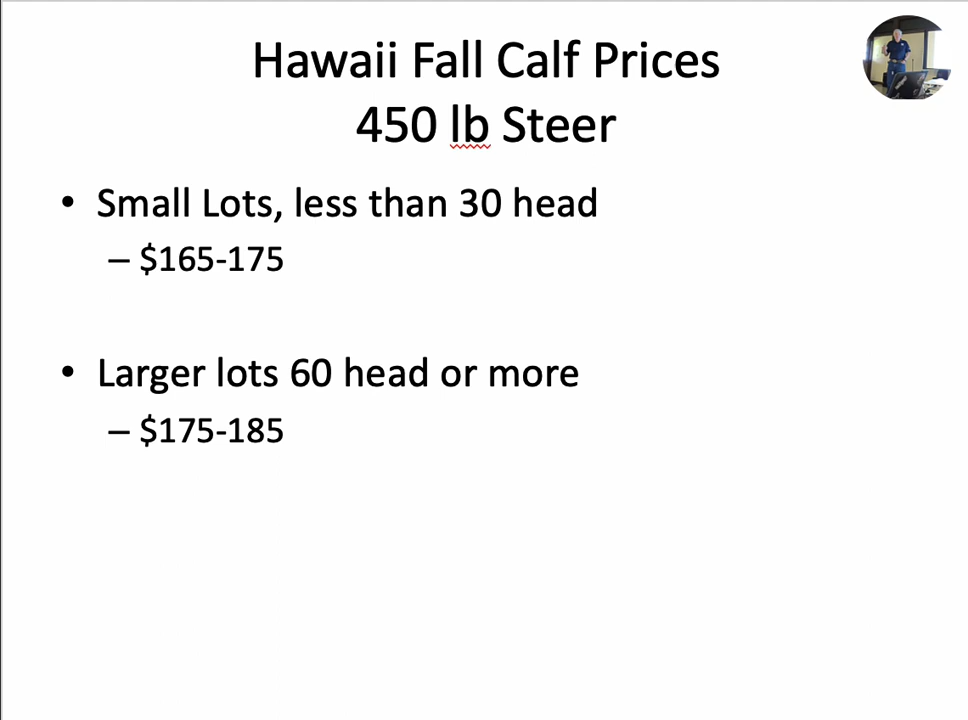 Hawaii Fall Calf Prices
450 lb Steer
• Small Lots, less than 30 head
– $165-175
• Larger lots 60 head or more
– $175-185